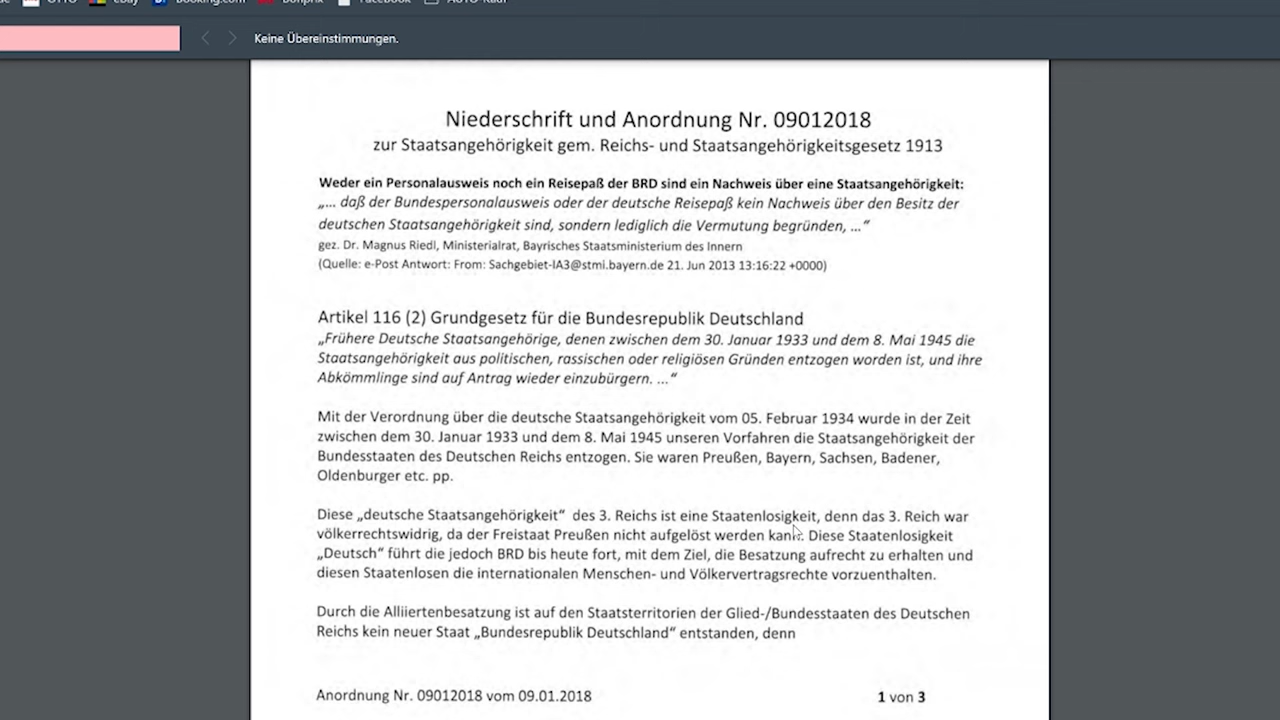 OTTO eBay Booking.com Bonprix Facebook AUTO-Kauf
Keine Übereinstimmungen.
Niederschrift und Anordnung Nr. 09012018
zur Staatsangehörigkeit gem. Reichs- und Staatsangehörigkeitsgesetz 1913
Weder ein Personalausweis noch ein Reisepaß der BRD sind ein Nachweis über eine Staatsangehörigkeit:
„... daß der Bundespersonalausweis oder der deutsche Reisepaß kein Nachweis über den Besitz der
deutschen Staatsangehörigkeit sind, sondern lediglich die Vermutung begründen, ...“
gez. Dr. Magnus Riedl, Ministerialrat, Bayrisches Staatsministerium des Innern
(Quelle: e-Post Antwort: From: Sachgebiet-IA3@stmi.bayern.de 21. Jun 2013 13:16:22 +0000)
Artikel 116 (2) Grundgesetz für die Bundesrepublik Deutschland
„Frühere Deutsche Staatsangehörige, denen zwischen dem 30. Januar 1933 und dem 8. Mai 1945 die
Staatsangehörigkeit aus politischen, rassischen oder religiösen Gründen entzogen worden ist, und ihre
Abkömmlinge sind auf Antrag wieder einzubürgern. ...“
Mit der Verordnung über die deutsche Staatsangehörigkeit vom 05. Februar 1934 wurde in der Zeit
zwischen dem 30. Januar 1933 und dem 8. Mai 1945 unseren Vorfahren die Staatsangehörigkeit der
Bundesstaaten des Deutschen Reichs entzogen. Sie waren Preußen, Bayern, Sachsen, Badener,
Oldenburger etc. pp.
Diese „deutsche Staatsangehörigkeit“ des 3. Reichs ist eine Staatenlosigkeit, denn das 3. Reich war
völkerrechtswidrig, da der Freistaat Preußen nicht aufgelöst werden kann. Diese Staatenlosigkeit
„Deutsch“ führt die jedoch BRD bis heute fort, mit dem Ziel, die Besatzung aufrecht zu erhalten und
diesen Staatenlosen die internationalen Menschen- und Völkervertragsrechte vorzuenthalten.
Durch die Alliiertenbesatzung ist auf den Staatsterritorien der Glied-/Bundesstaaten des Deutschen
Reichs kein neuer Staat „Bundesrepublik Deutschland“ entstanden, denn
Anordnung Nr. 09012018 vom 09.01.2018 1 von 3